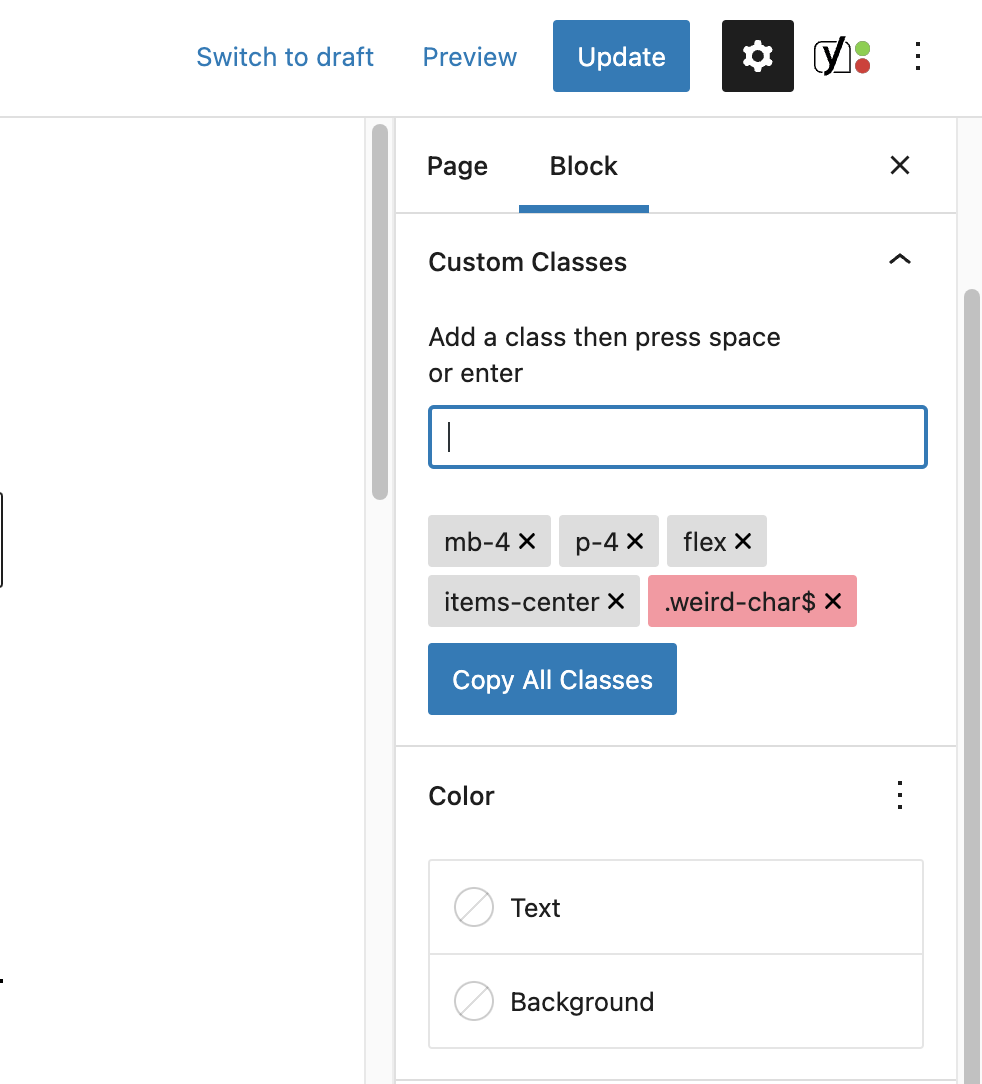 Switch to draft Preview Update
Page Block
Custom Classes
Add a class then press space
or enter
mb-4 p-4 flex
items-center .weird-char$
Copy All Classes
Color
Text
Background